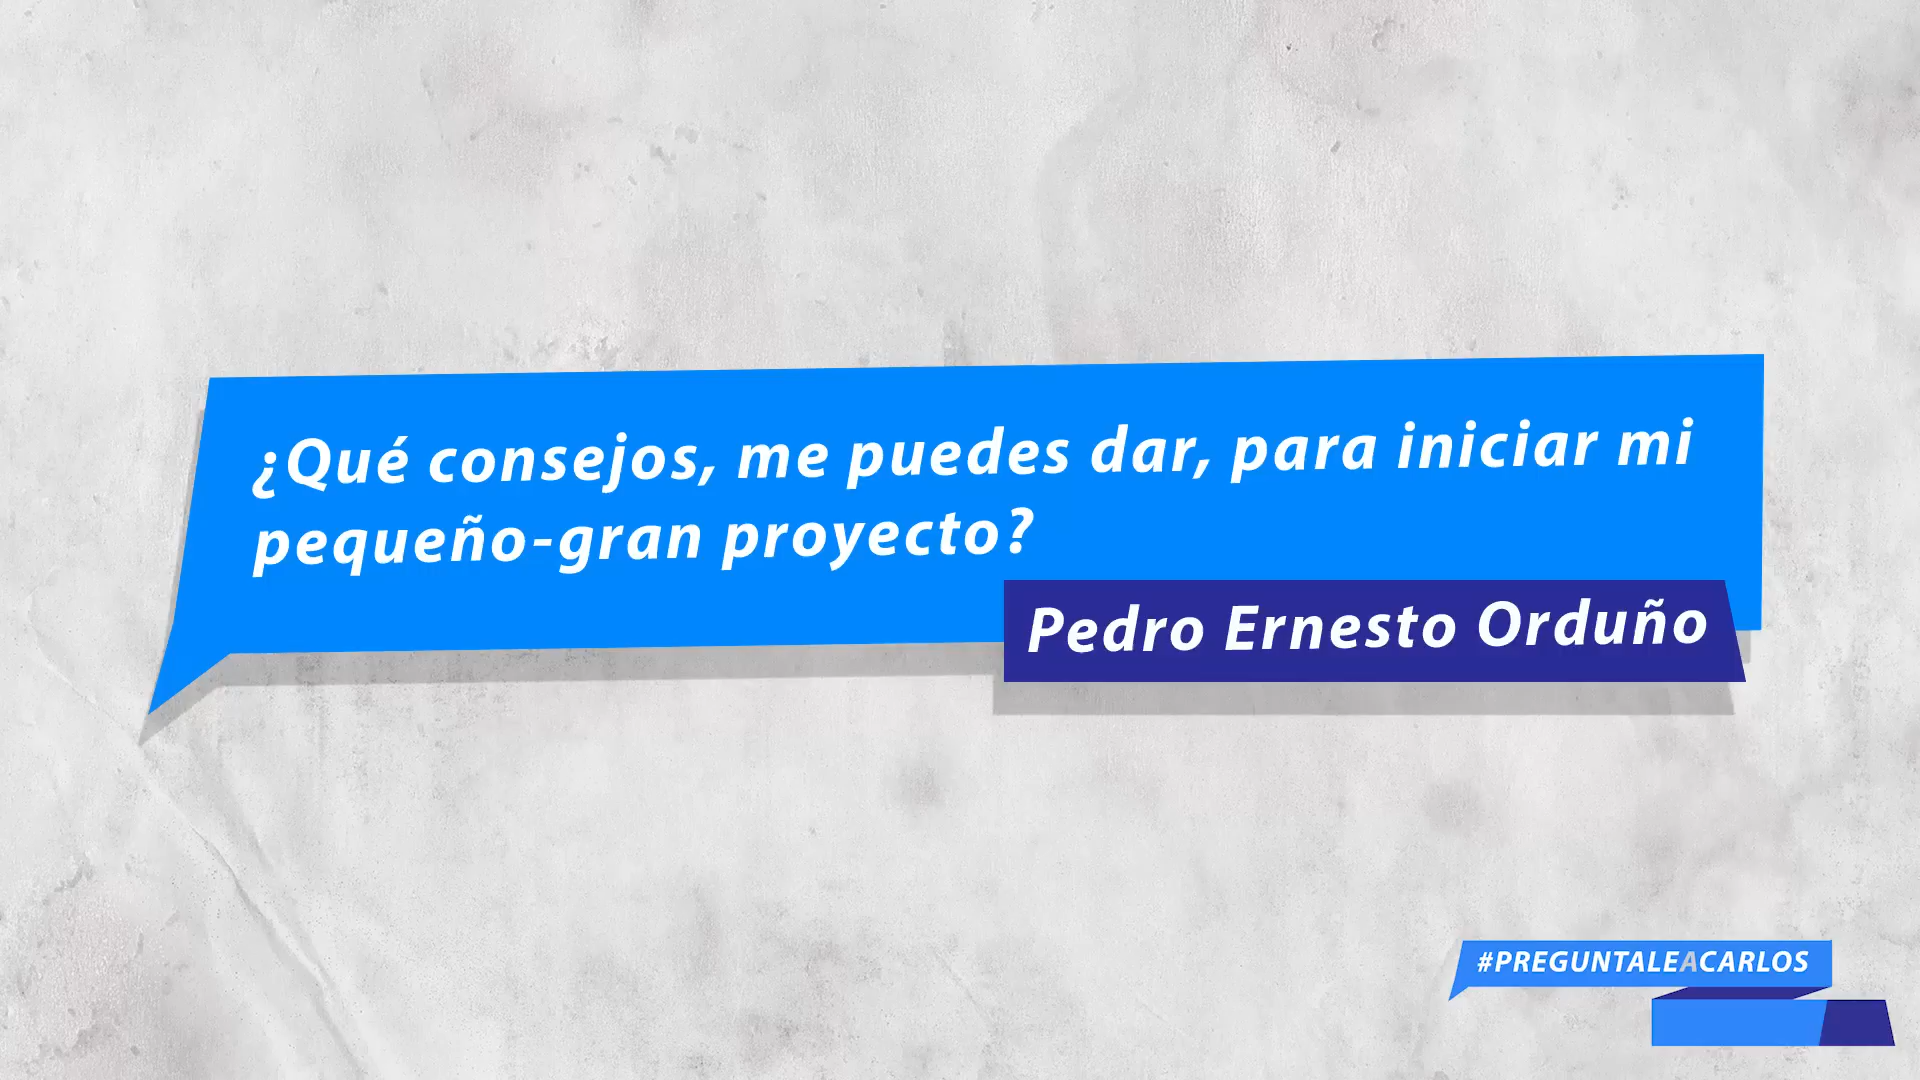 ¿Qué consejos, me puedes dar, para iniciar mi
pequeño-gran proyecto?
Pedro Ernesto Orduño
#PREGUNTALEACARLOS